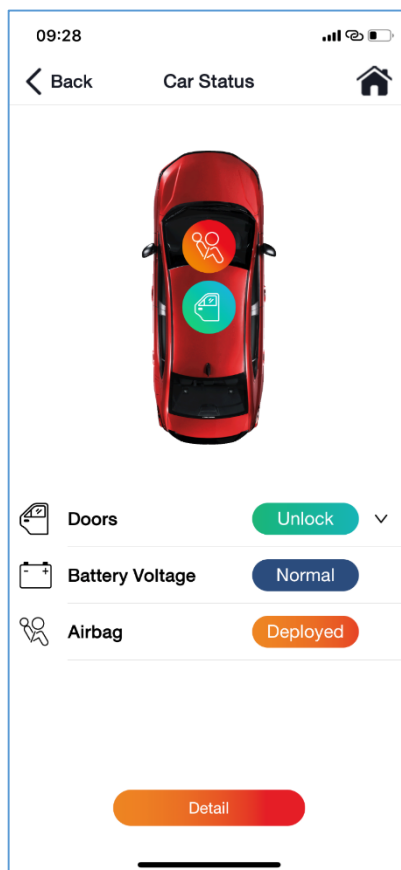 09:28
Back Car Status
Doors Unlock
Battery Voltage Normal
Airbag Deployed
Detail